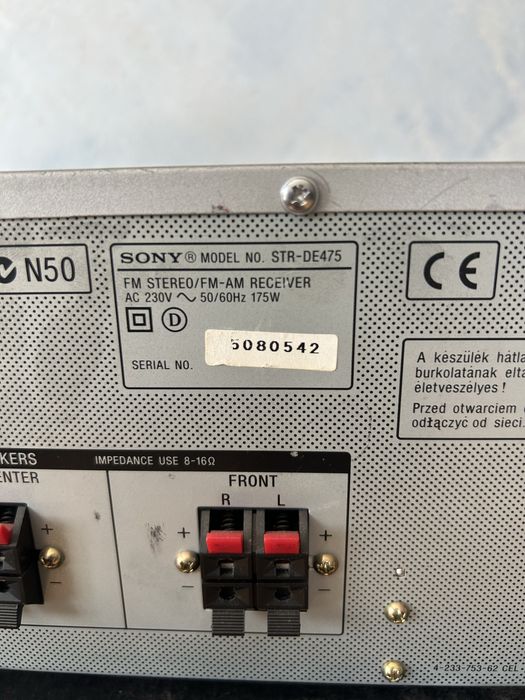 N50
SONY® MODEL NO. STR-DE475
FM STEREO/FM-AM RECEIVER
AC 230V ~ 50/60Hz 175W
D
SERIAL NO. 5080542
CE
A készülék hátla
burkolatának eltá
életveszélyes !
Przed otwarciem
odłączyć od sieci.
KERS
IMPEDANCE USE 8-16Ω
ENTER
FRONT
R L
+ +
+
− −
−
4-233-753-62 CEL